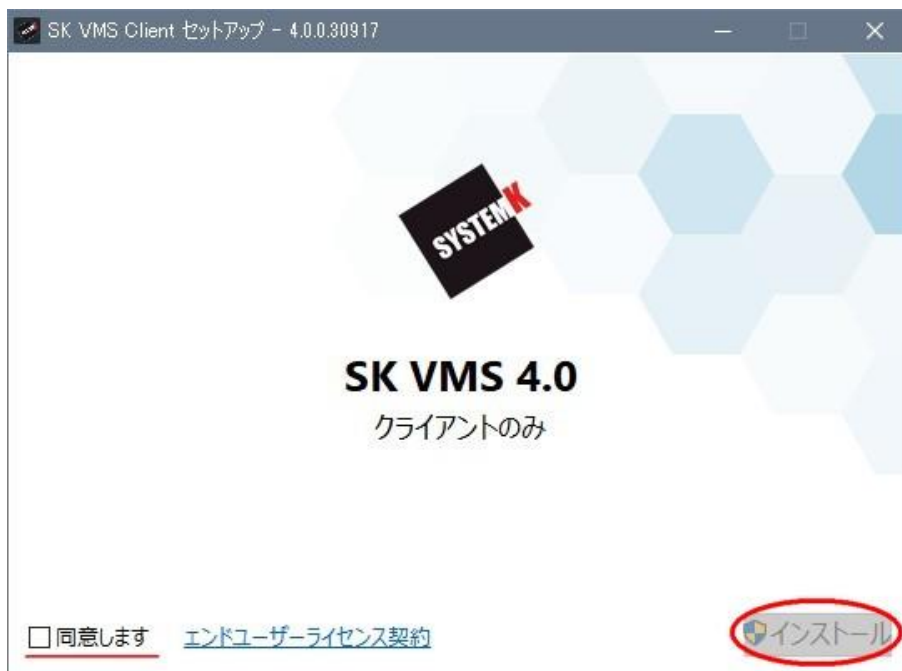 SK VMS Client セットアップ - 4.0.0.30917
SYSTEMK
SK VMS 4.0
クライアントのみ
同意します エンドユーザーライセンス契約
インストール